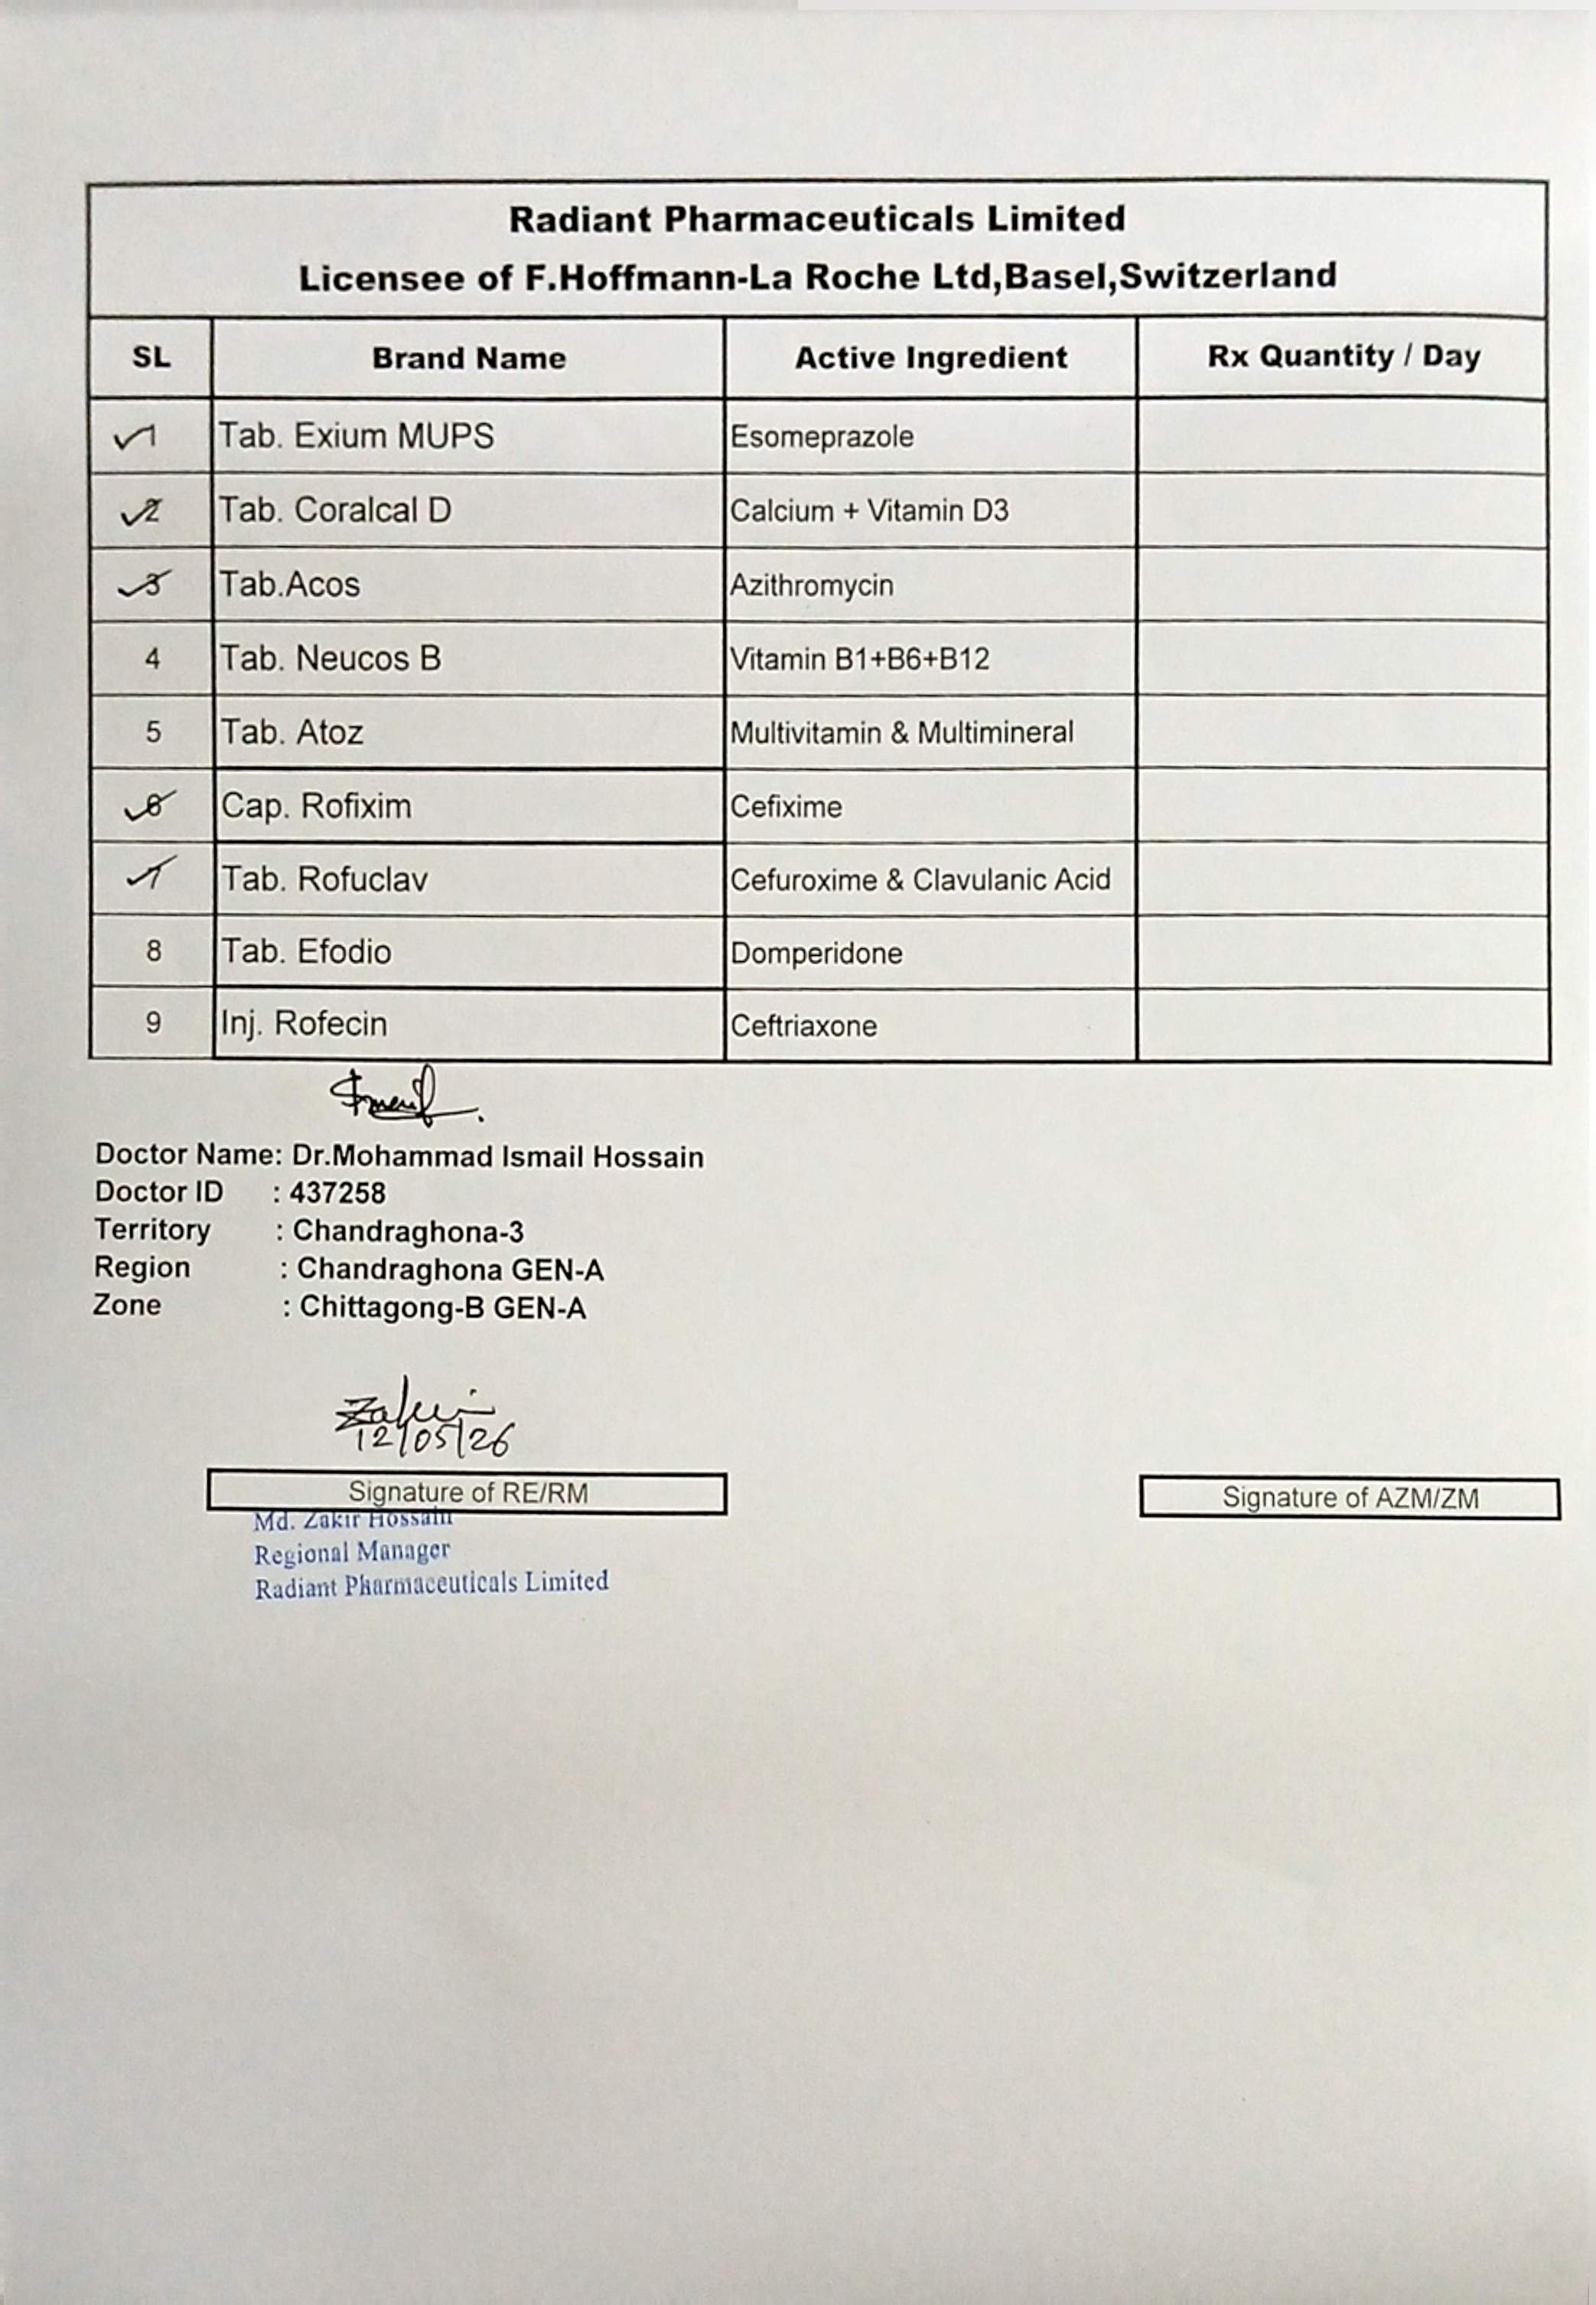 Radiant Pharmaceuticals Limited
Licensee of F.Hoffmann-La Roche Ltd,Basel,Switzerland
SL Brand Name Active Ingredient Rx Quantity / Day
1 Tab. Exium MUPS Esomeprazole
2 Tab. Coralcal D Calcium + Vitamin D3
3 Tab.Acos Azithromycin
4 Tab. Neucos B Vitamin B1+B6+B12
5 Tab. Atoz Multivitamin & Multimineral
6 Cap. Rofixim Cefixime
7 Tab. Rofuclav Cefuroxime & Clavulanic Acid
8 Tab. Efodio Domperidone
9 Inj. Rofecin Ceftriaxone
Doctor Name: Dr.Mohammad Ismail Hossain
Doctor ID : 437258
Territory : Chandraghona-3
Region : Chandraghona GEN-A
Zone : Chittagong-B GEN-A
12/05/26
Signature of RE/RM Signature of AZM/ZM
Md. Zakir Hossain
Regional Manager
Radiant Pharmaceuticals Limited